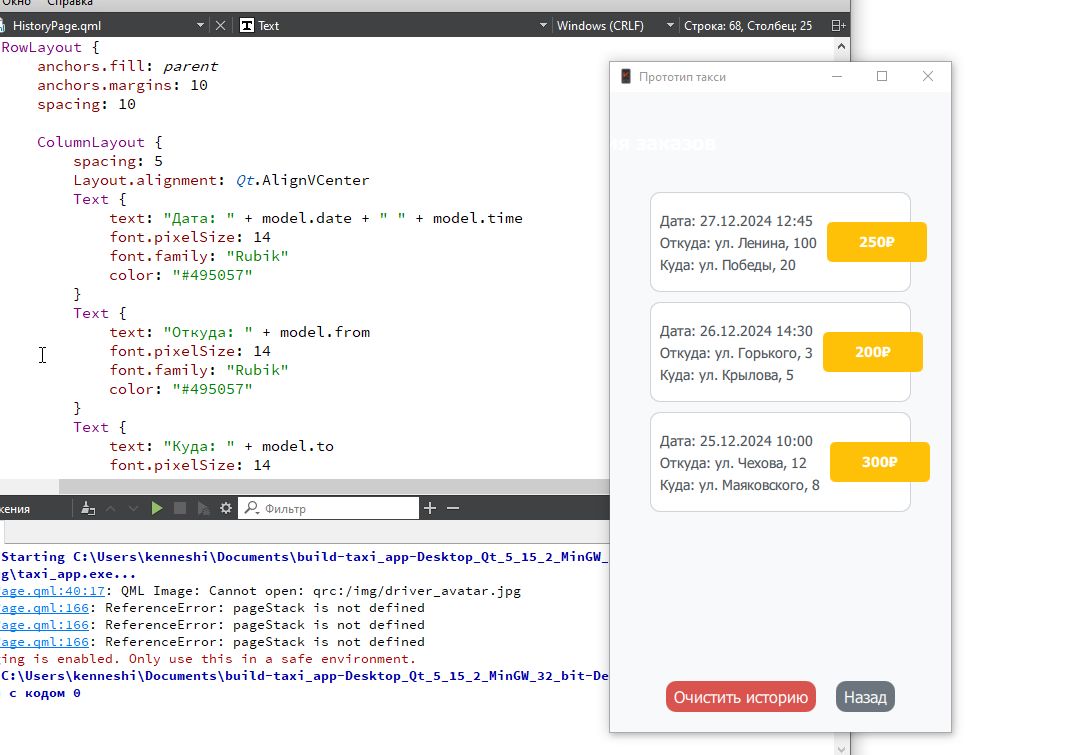 Окно Справка
HistoryPage.qml Text Windows (CRLF) Строка: 68, Столбец: 25
RowLayout {
anchors.fill: parent
anchors.margins: 10
spacing: 10
ColumnLayout {
spacing: 5
Layout.alignment: Qt.AlignVCenter
Text {
text: "Дата: " + model.date + " " + model.time
font.pixelSize: 14
font.family: "Rubik"
color: "#495057"
}
Text {
text: "Откуда: " + model.from
font.pixelSize: 14
font.family: "Rubik"
color: "#495057"
}
Text {
text: "Куда: " + model.to
font.pixelSize: 14
жения Фильтр
Starting C:\Users\kenneshi\Documents\build-taxi_app-Desktop_Qt_5_15_2_MinGW_
g\taxi_app.exe...
age.qml:40:17: QML Image: Cannot open: qrc:/img/driver_avatar.jpg
age.qml:166: ReferenceError: pageStack is not defined
age.qml:166: ReferenceError: pageStack is not defined
age.qml:166: ReferenceError: pageStack is not defined
ging is enabled. Only use this in a safe environment.
C:\Users\kenneshi\Documents\build-taxi_app-Desktop_Qt_5_15_2_MinGW_32_bit-De
с кодом 0
Прототип такси
ия заказов
Дата: 27.12.2024 12:45
Откуда: ул. Ленина, 100
Куда: ул. Победы, 20
250₽
Дата: 26.12.2024 14:30
Откуда: ул. Горького, 3
Куда: ул. Крылова, 5
200₽
Дата: 25.12.2024 10:00
Откуда: ул. Чехова, 12
Куда: ул. Маяковского, 8
300₽
Очистить историю Назад